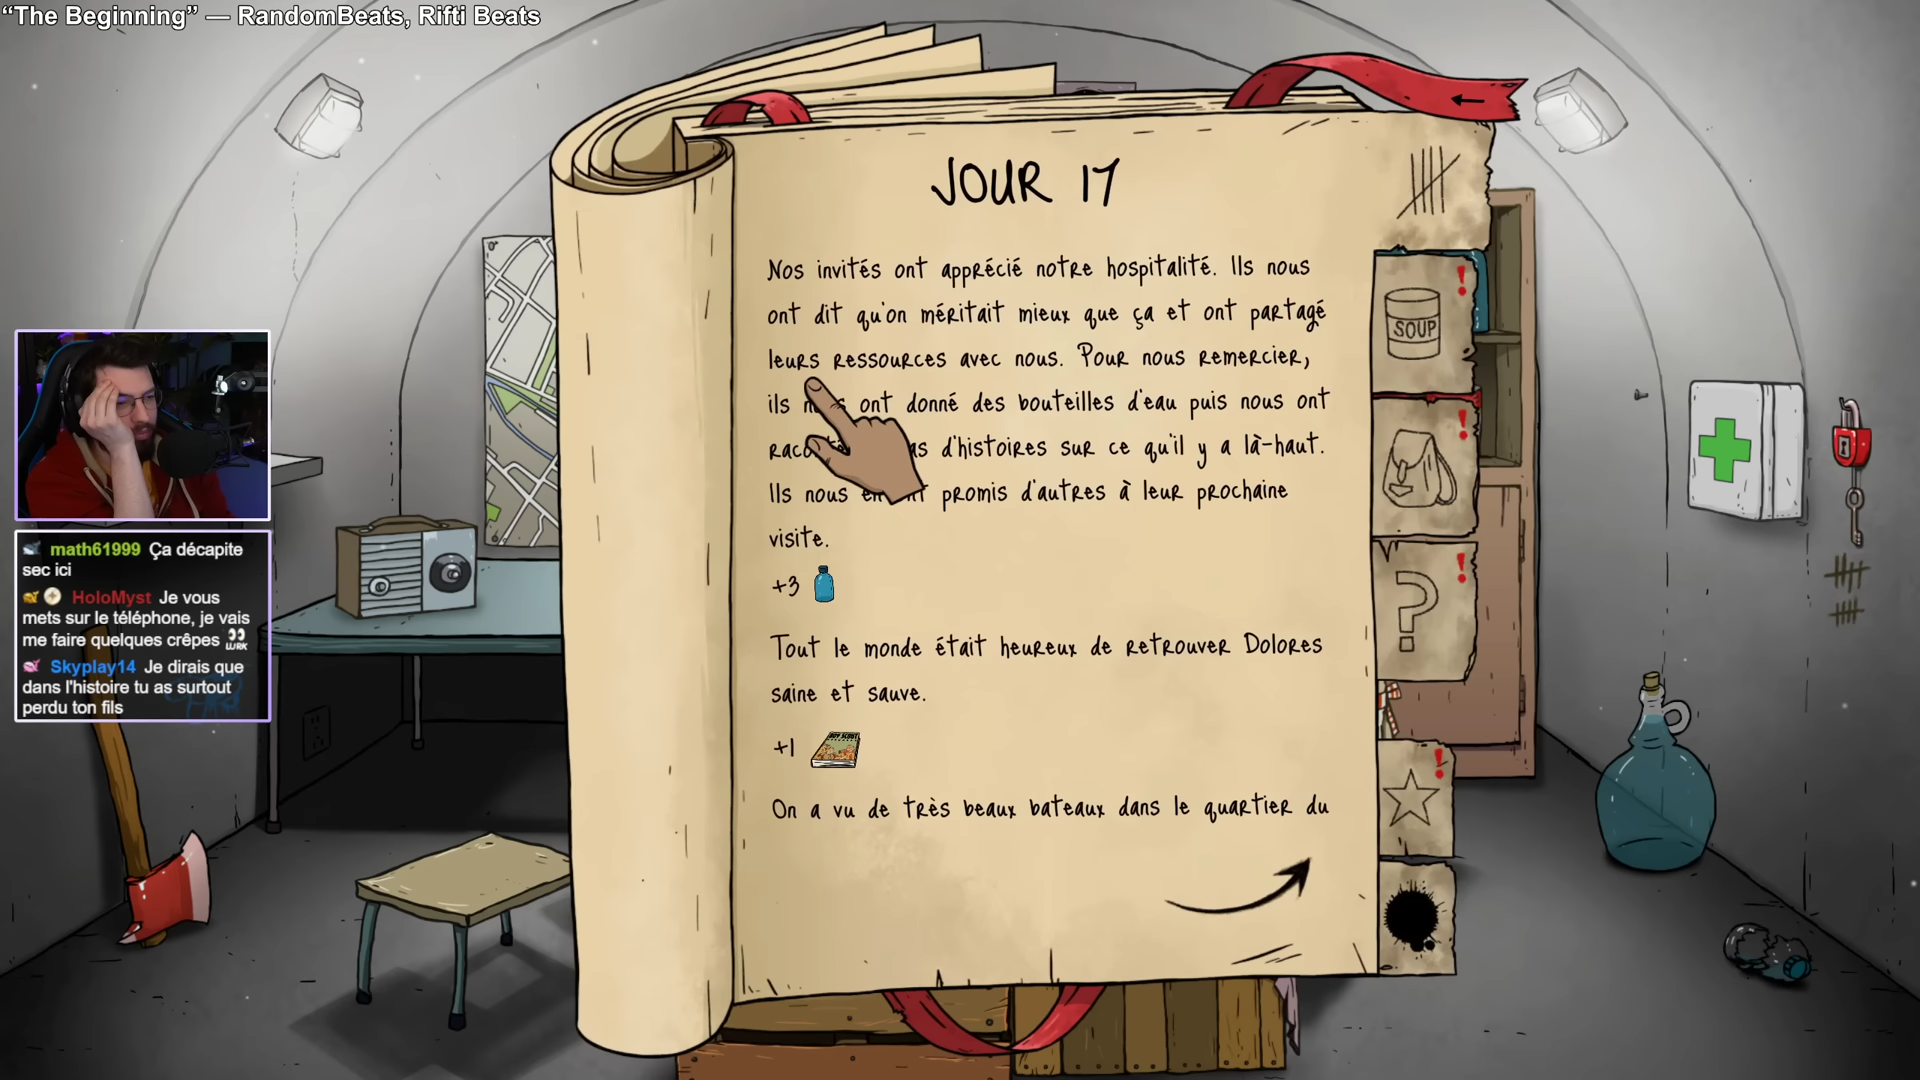 “The Beginning” — RandomBeats, Rifti Beats
JOUR 17
Nos invités ont apprécié notre hospitalité. Ils nous
ont dit qu'on méritait mieux que ça et ont partagé
leurs ressources avec nous. Pour nous remercier,
ils ont donné des bouteilles d'eau puis nous ont
d'histoires sur ce qu'il y a là-haut.
Ils nous promis d'autres à leur prochaine
visite.
+3
Tout le monde était heureux de retrouver Dolores
saine et sauve.
+1
On a vu de très beaux bateaux dans le quartier du
SOUP
math61999 Ça décapite
sec ici
HoloMyst Je vous
mets sur le téléphone, je vais
me faire quelques crêpes
LURK
Skyplay14 Je dirais que
dans l'histoire tu as surtout
perdu ton fils